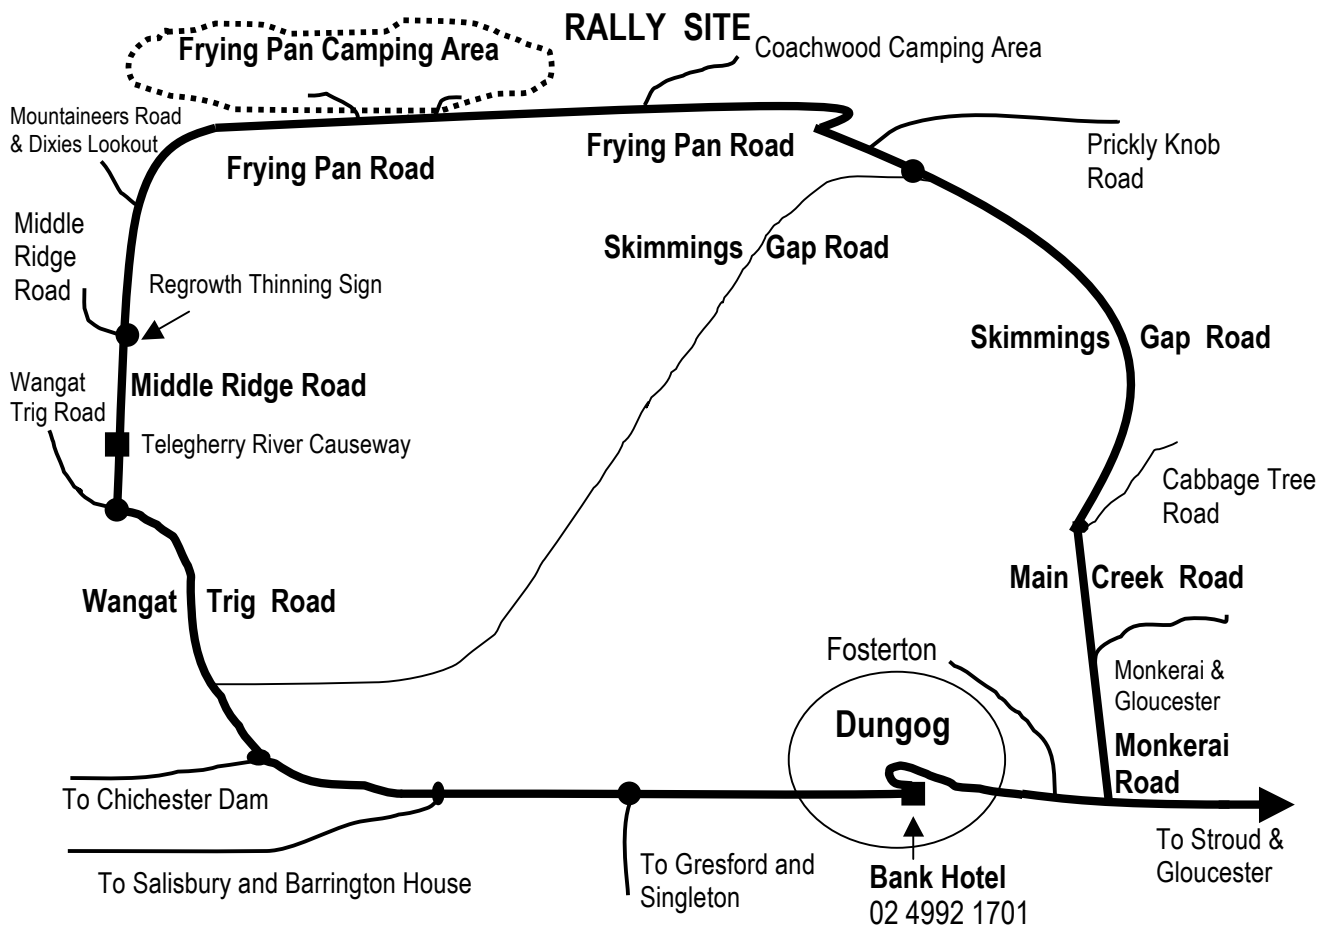 RALLY SITE
Frying Pan Camping Area
Coachwood Camping Area
Mountaineers Road
& Dixies Lookout
Frying Pan Road
Frying Pan Road
Prickly Knob
Road
Middle
Ridge
Road
Skimmings Gap Road
Regrowth Thinning Sign
Skimmings Gap Road
Wangat
Trig Road
Middle Ridge Road
Telegherry River Causeway
Cabbage Tree
Road
Main Creek Road
Wangat Trig Road
Fosterton
Monkerai &
Gloucester
Dungog
Monkerai
Road
To Chichester Dam
To Stroud &
Gloucester
To Salisbury and Barrington House
To Gresford and
Singleton
Bank Hotel
02 4992 1701